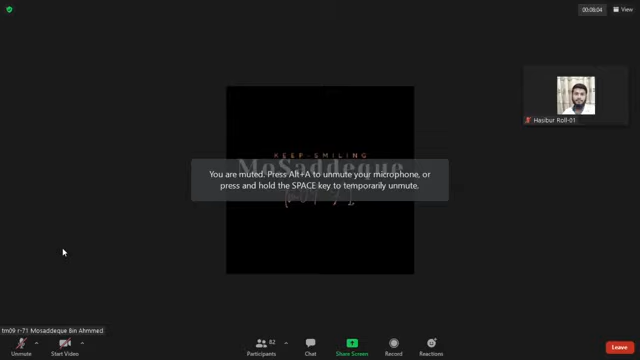 00:08:04
View
KEEP-SMILING
MoSaddeque
You are muted. Press Alt+A to unmute your microphone, or
press and hold the SPACE key to temporarily unmute.
Hasibur Roll-01
tm09 r-71 Mosaddeque Bin Ahmmed
Unmute
Start Video
Participants
82
Chat
Share Screen
Record
Reactions
Leave